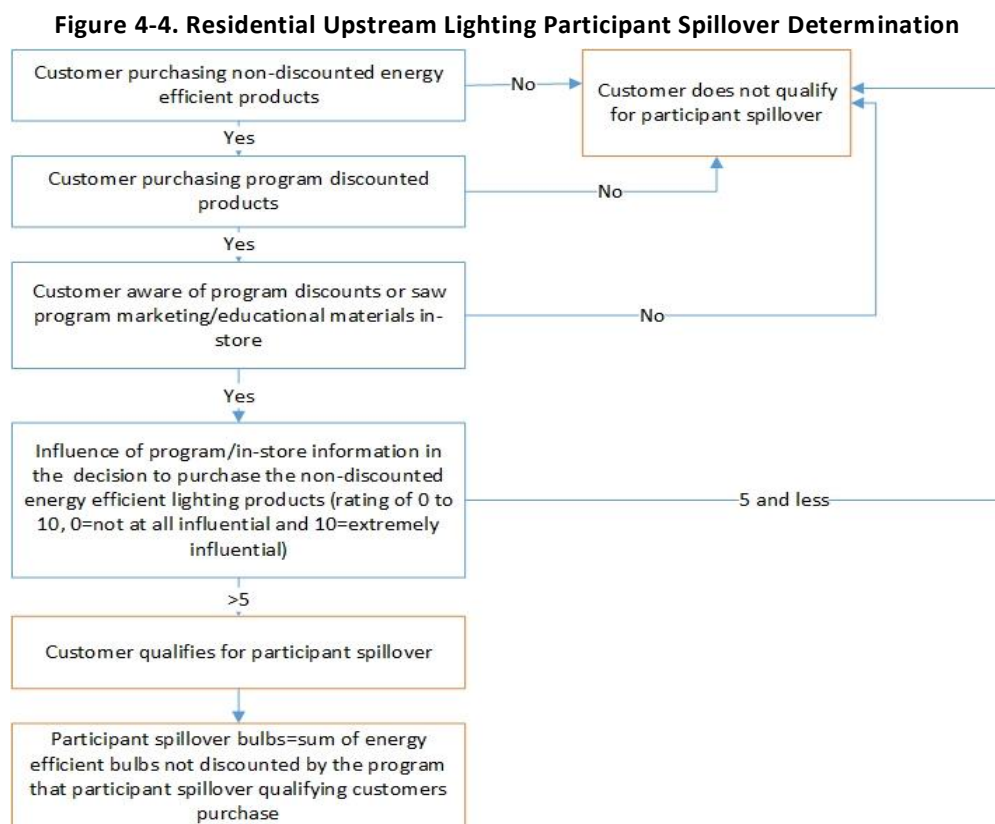 Figure 4-4. Residential Upstream Lighting Participant Spillover Determination
Customer purchasing non-discounted energy
efficient products
No
Customer does not qualify
for participant spillover
Yes
Customer purchasing program discounted
products
No
Yes
Customer aware of program discounts or saw
program marketing/educational materials in-
store
No
Yes
Influence of program/in-store information in
the decision to purchase the non-discounted
energy efficient lighting products (rating of 0 to
10, 0=not at all influential and 10=extremely
influential)
5 and less
>5
Customer qualifies for participant spillover
Participant spillover bulbs=sum of energy
efficient bulbs not discounted by the program
that participant spillover qualifying customers
purchase